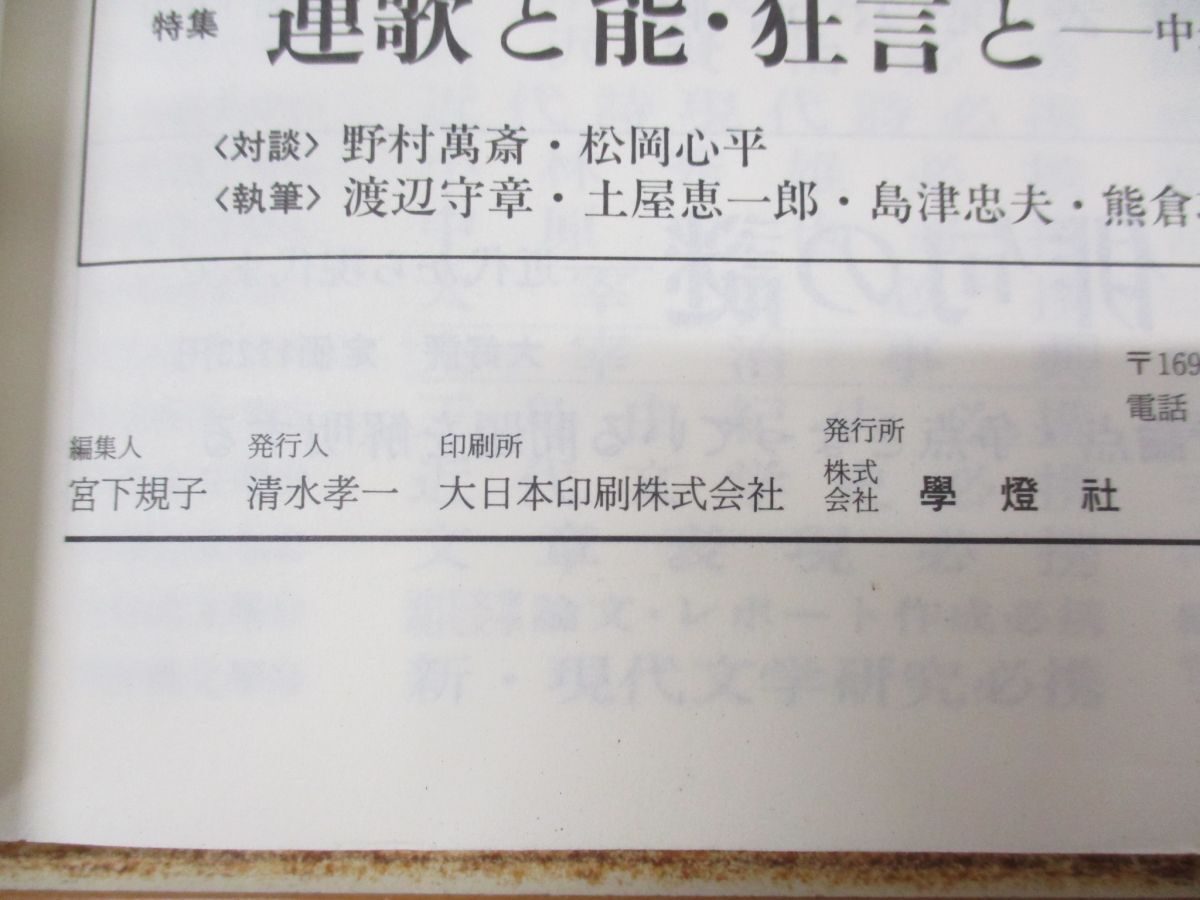 特集 連歌と能・狂言と――中
〈対談〉野村萬斎・松岡心平
〈執筆〉渡辺守章・土屋恵一郎・島津忠夫・熊倉
〒169
電話
編集人 発行人 印刷所 発行所
宮下規子 清水孝一 大日本印刷株式会社 株式会社 學燈社